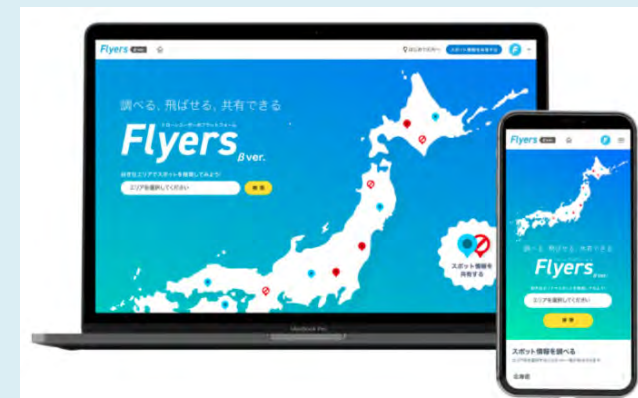 Flyers βver.
はじめての方へ
スポット情報を共有する
F
調べる、飛ばせる、共有できる
ドローンユーザーのプラットフォーム
Flyers
βver.
好きなエリアでスポットを検索してみよう!
エリアを選択してください
検索
スポット情報を
共有する
MacBook Pro
Flyers
F
調べる、飛ばせる、共有できる
Flyers
βver.
エリアを選択してください
検索
スポット情報を調べる
北海道